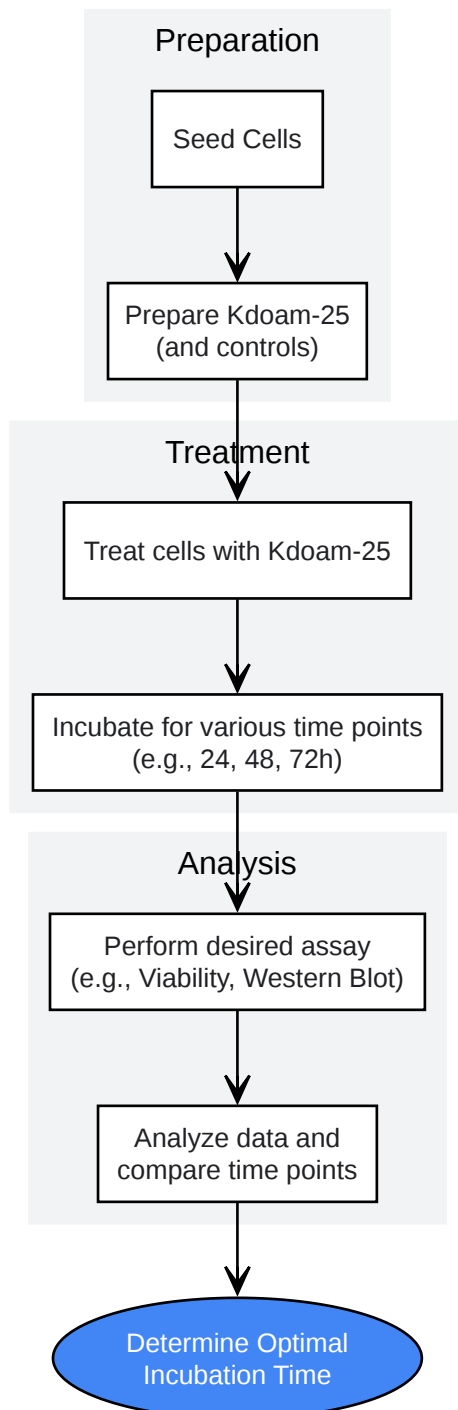 Preparation
Seed Cells
Prepare Kdoam-25
(and controls)
Treatment
Treat cells with Kdoam-25
Incubate for various time points
(e.g., 24, 48, 72h)
Analysis
Perform desired assay
(e.g., Viability, Western Blot)
Analyze data and
compare time points
Determine Optimal
Incubation Time